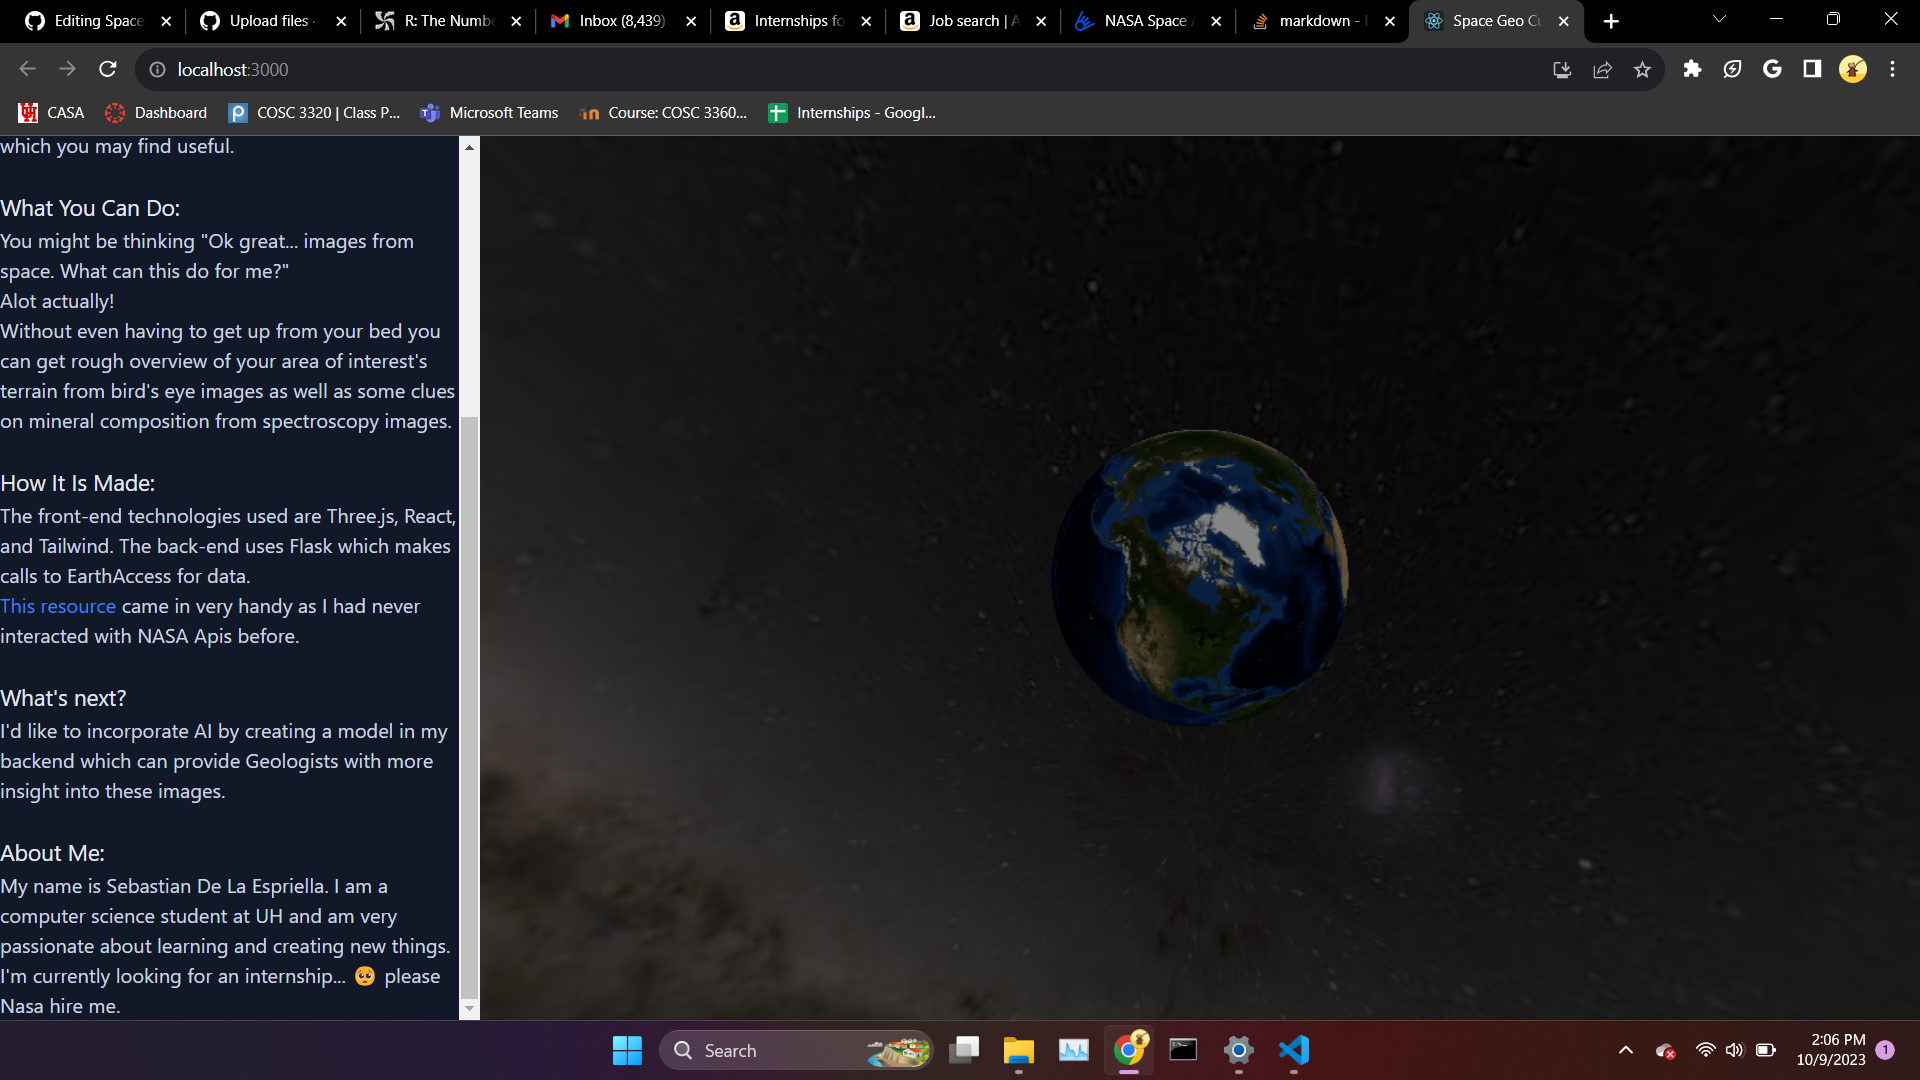 Editing Space
Upload files -
R: The Numb
Inbox (8,439)
Internships fo
Job search | A
NASA Space A
markdown -
Space Geo Cu
localhost:3000
CASA
Dashboard
COSC 3320 | Class P...
Microsoft Teams
Course: COSC 3360...
Internships - Googl...
which you may find useful.
What You Can Do:
You might be thinking "Ok great... images from
space. What can this do for me?"
Alot actually!
Without even having to get up from your bed you
can get rough overview of your area of interest's
terrain from bird's eye images as well as some clues
on mineral composition from spectroscopy images.
How It Is Made:
The front-end technologies used are Three.js, React,
and Tailwind. The back-end uses Flask which makes
calls to EarthAccess for data.
This resource came in very handy as I had never
interacted with NASA Apis before.
What's next?
I'd like to incorporate AI by creating a model in my
backend which can provide Geologists with more
insight into these images.
About Me:
My name is Sebastian De La Espriella. I am a
computer science student at UH and am very
passionate about learning and creating new things.
I'm currently looking for an internship... 🥺 please
Nasa hire me.
Search
2:06 PM
10/9/2023
1